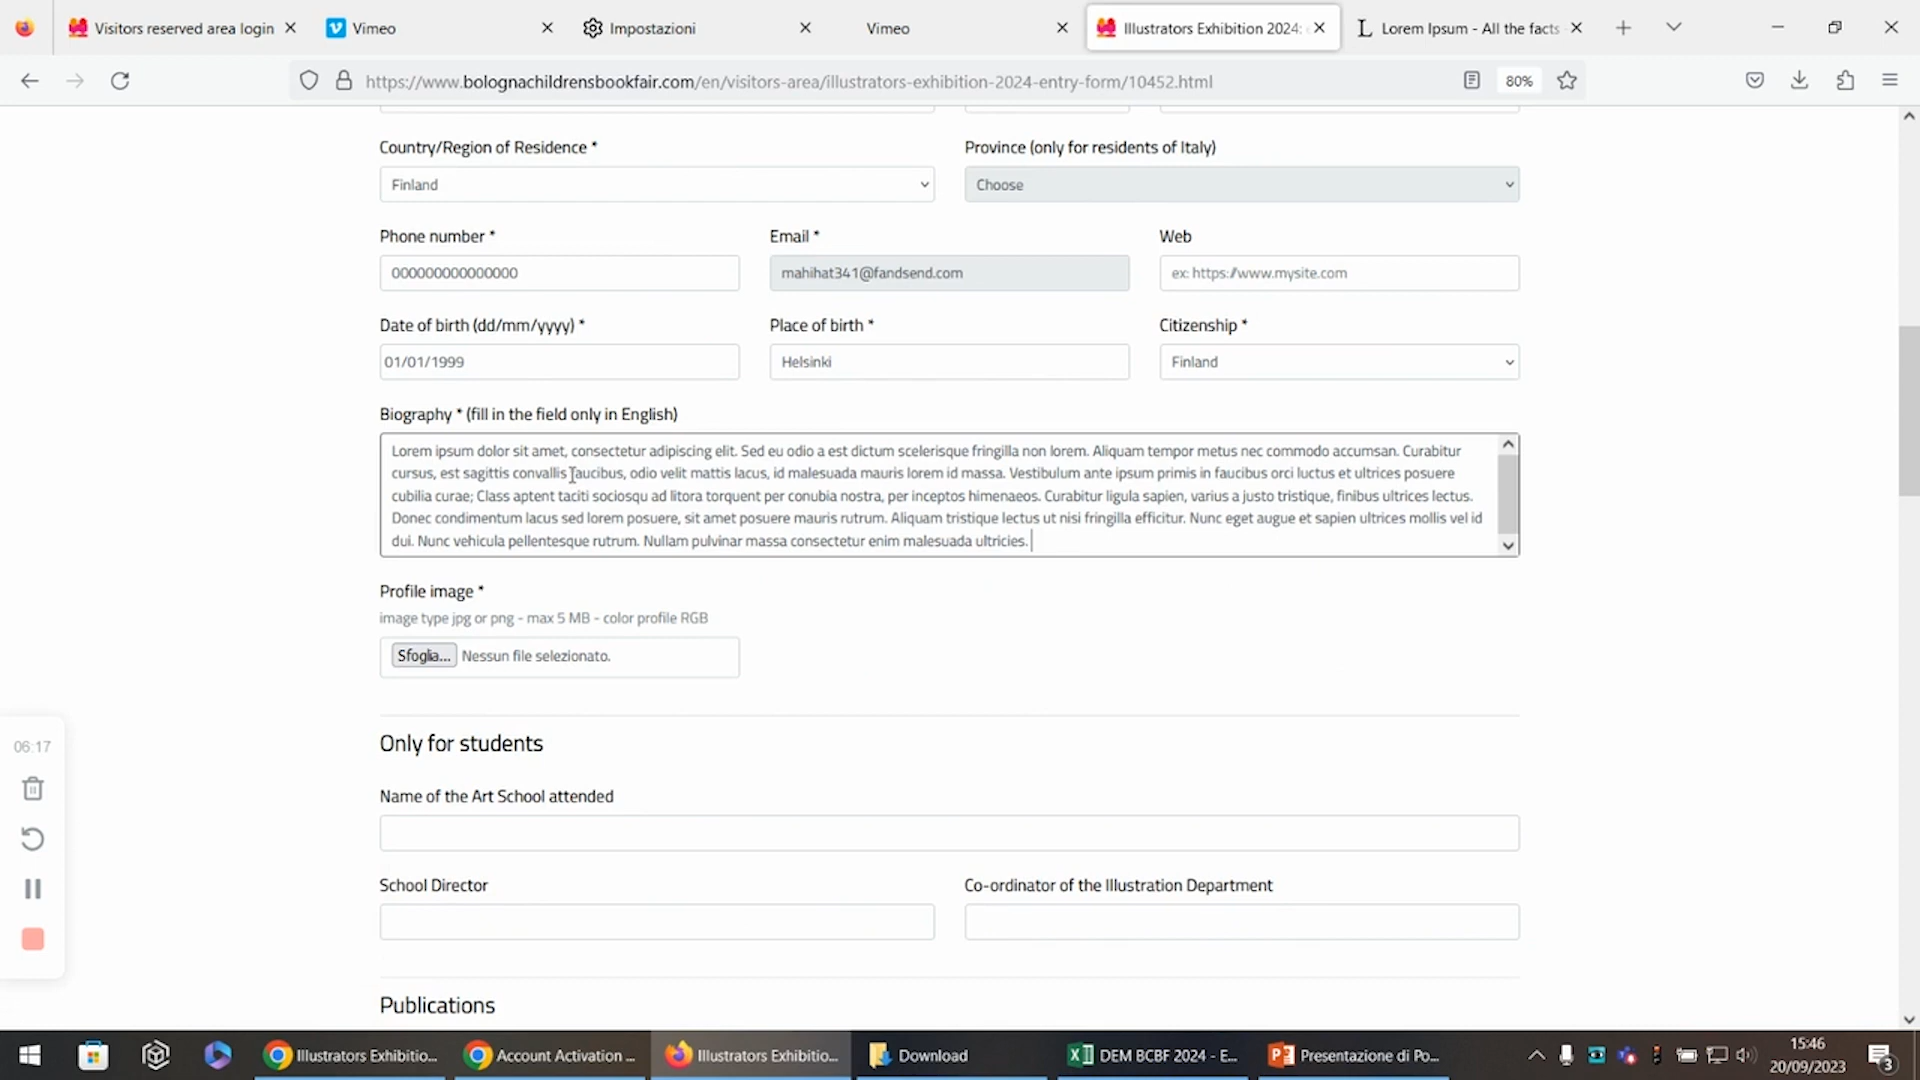 Visitors reserved area login
Vimeo
Impostazioni
Vimeo
Illustrators Exhibition 2024:
Lorem Ipsum - All the facts
https://www.bolognachildrensbookfair.com/en/visitors-area/illustrators-exhibition-2024-entry-form/10452.html
80%
Country/Region of Residence *
Province (only for residents of Italy)
Finland
Choose
Phone number *
Email *
Web
000000000000000
mahihat341@fandsend.com
ex: https://www.mysite.com
Date of birth (dd/mm/yyyy) *
Place of birth *
Citizenship *
01/01/1999
Helsinki
Finland
Biography * (fill in the field only in English)
Lorem ipsum dolor sit amet, consectetur adipiscing elit. Sed eu odio a est dictum scelerisque fringilla non lorem. Aliquam tempor metus nec commodo accumsan. Curabitur
cursus, est sagittis convallis faucibus, odio velit mattis lacus, id malesuada mauris lorem id massa. Vestibulum ante ipsum primis in faucibus orci luctus et ultrices posuere
cubilia curae; Class aptent taciti sociosqu ad litora torquent per conubia nostra, per inceptos himenaeos. Curabitur ligula sapien, varius a justo tristique, finibus ultrices lectus.
Donec condimentum lacus sed lorem posuere, sit amet posuere mauris rutrum. Aliquam tristique lectus ut nisi fringilla efficitur. Nunc eget augue et sapien ultrices mollis vel id
dui. Nunc vehicula pellentesque rutrum. Nullam pulvinar massa consectetur enim malesuada ultricies.
Profile image *
image type jpg or png - max 5 MB - color profile RGB
Sfoglia... Nessun file selezionato.
06:17
Only for students
Name of the Art School attended
School Director
Co-ordinator of the Illustration Department
Publications
Illustrators Exhibitio...
Account Activation ...
Illustrators Exhibitio...
Download
DEM BCBF 2024 - E...
Presentazione di Po...
15:46
20/09/2023
3